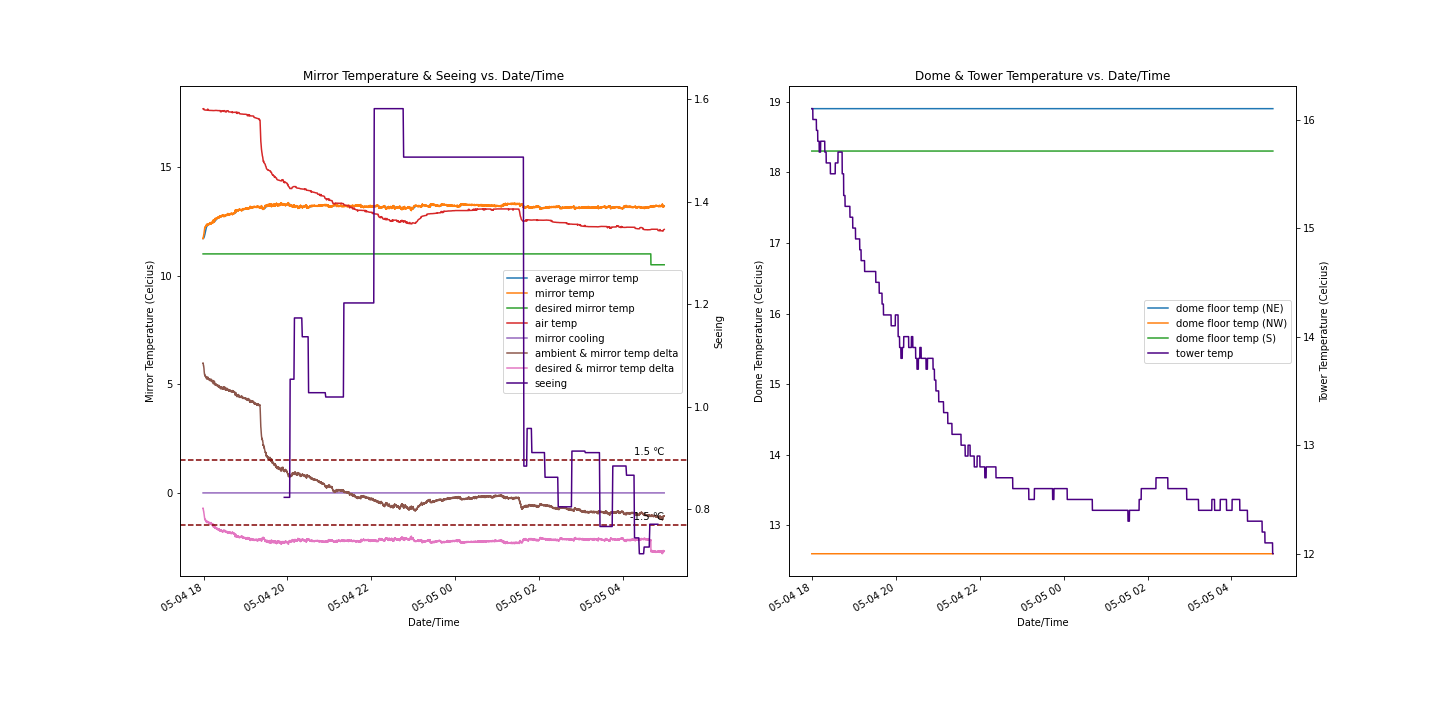 Mirror Temperature & Seeing vs. Date/Time
Mirror Temperature (Celcius)
15
10
5
0
1.6
1.4
1.2
1.0
0.8
Seeing
average mirror temp
mirror temp
desired mirror temp
air temp
mirror cooling
ambient & mirror temp delta
desired & mirror temp delta
seeing
1.5 °C
-1.5 °C
05-04 18
05-04 20
05-04 22
05-05 00
05-05 02
05-05 04
Date/Time
Dome & Tower Temperature vs. Date/Time
Dome Temperature (Celcius)
19
18
17
16
15
14
13
16
15
14
13
12
Tower Temperature (Celcius)
dome floor temp (NE)
dome floor temp (NW)
dome floor temp (S)
tower temp
05-04 18
05-04 20
05-04 22
05-05 00
05-05 02
05-05 04
Date/Time